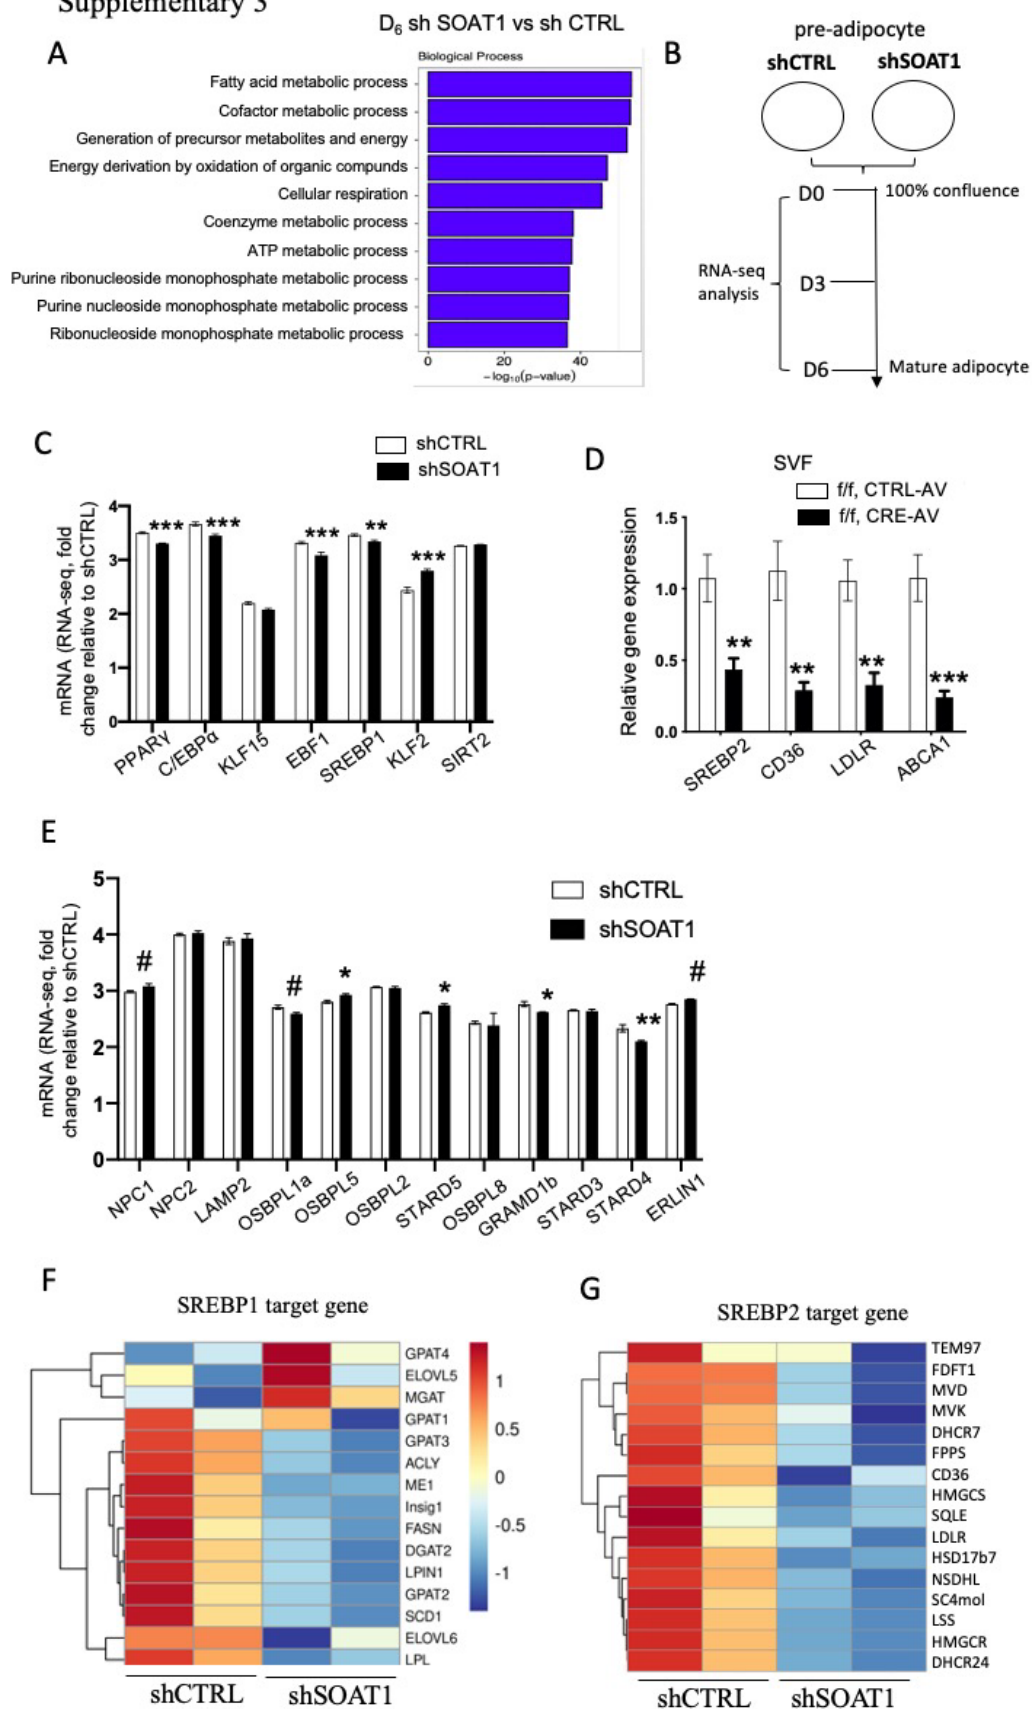 Supplementary 3
D6 sh SOAT1 vs sh CTRL
A
Biological Process
Fatty acid metabolic process
Cofactor metabolic process
Generation of precursor metabolites and energy
Energy derivation by oxidation of organic compunds
Cellular respiration
Coenzyme metabolic process
ATP metabolic process
Purine ribonucleoside monophosphate metabolic process
Purine nucleoside monophosphate metabolic process
Ribonucleoside monophosphate metabolic process
0 20 40
-log10(p-value)
B
pre-adipocyte
shCTRL shSOAT1
D0 100% confluence
RNA-seq
analysis
D3
D6 Mature adipocyte
C
shCTRL
shSOAT1
mRNA (RNA-seq, fold
change relative to shCTRL)
4
3
2
1
0
*** *** *** ** ***
PPARγ C/EBPα KLF15 EBF1 SREBP1 KLF2 SIRT2
D
SVF
f/f, CTRL-AV
f/f, CRE-AV
Relative gene expression
1.5
1.0
0.5
0.0
** ** ** ***
SREBP2 CD36 LDLR ABCA1
E
shCTRL
shSOAT1
mRNA (RNA-seq, fold
change relative to shCTRL)
5
4
3
2
1
0
# # * * * ** #
NPC1 NPC2 LAMP2 OSBPL1a OSBPL5 OSBPL2 STARD5 OSBPL8 GRAMD1b STARD3 STARD4 ERLIN1
F
SREBP1 target gene
GPAT4
ELOVL5
MGAT
GPAT1
GPAT3
ACLY
ME1
Insig1
FASN
DGAT2
LPIN1
GPAT2
SCD1
ELOVL6
LPL
1
0.5
0
-0.5
-1
shCTRL shSOAT1
G
SREBP2 target gene
TEM97
FDFT1
MVD
MVK
DHCR7
FPPS
CD36
HMGCS
SQLE
LDLR
HSD17b7
NSDHL
SC4mol
LSS
HMGCR
DHCR24
shCTRL shSOAT1